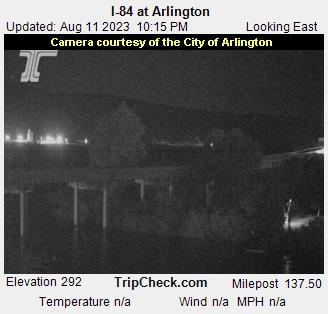 I-84 at Arlington
Updated: Aug 11 2023 10:15 PM Looking East
Camera courtesy of the City of Arlington
Elevation 292 TripCheck.com Milepost 137.50
Temperature n/a Wind n/a MPH n/a